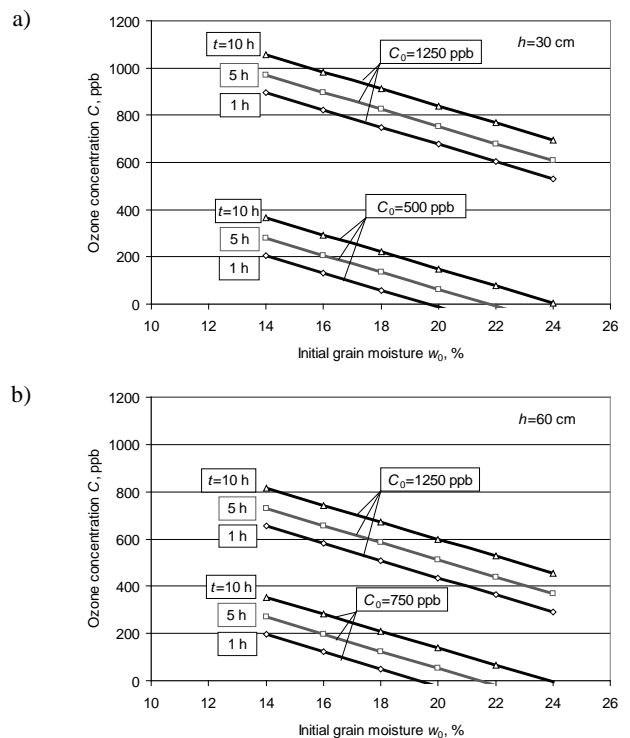 a)
1200
1000
800
600
400
200
0
Ozone concentration C, ppb
t=10 h
5 h
1 h
C0=1250 ppb
h=30 cm
t=10 h
5 h
1 h
C0=500 ppb
10 12 14 16 18 20 22 24 26
Initial grain moisture w0, %
b)
1200
1000
800
600
400
200
0
Ozone concentration C, ppb
h=60 cm
t=10 h
5 h
1 h
C0=1250 ppb
t=10 h
5 h
1 h
C0=750 ppb
10 12 14 16 18 20 22 24 26
Initial grain moisture w0, %